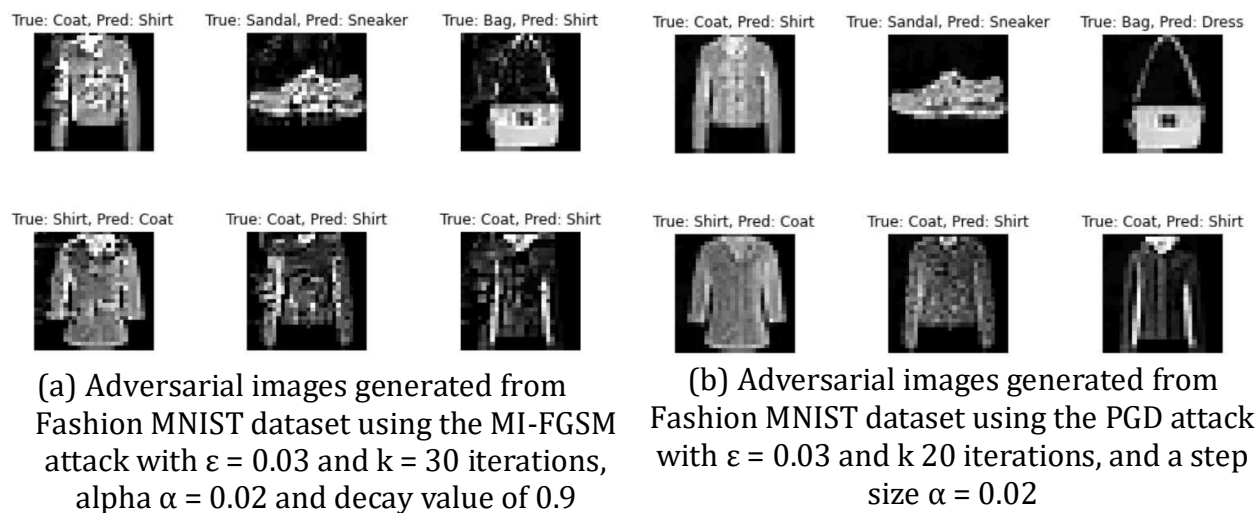 True: Coat, Pred: Shirt
True: Sandal, Pred: Sneaker
True: Bag, Pred: Shirt
True: Shirt, Pred: Coat
True: Coat, Pred: Shirt
True: Coat, Pred: Shirt
(a) Adversarial images generated from
Fashion MNIST dataset using the MI-FGSM
attack with ε = 0.03 and k = 30 iterations,
alpha α = 0.02 and decay value of 0.9
True: Coat, Pred: Shirt
True: Sandal, Pred: Sneaker
True: Bag, Pred: Dress
True: Shirt, Pred: Coat
True: Coat, Pred: Shirt
True: Coat, Pred: Shirt
(b) Adversarial images generated from
Fashion MNIST dataset using the PGD attack
with ε = 0.03 and k 20 iterations, and a step
size α = 0.02